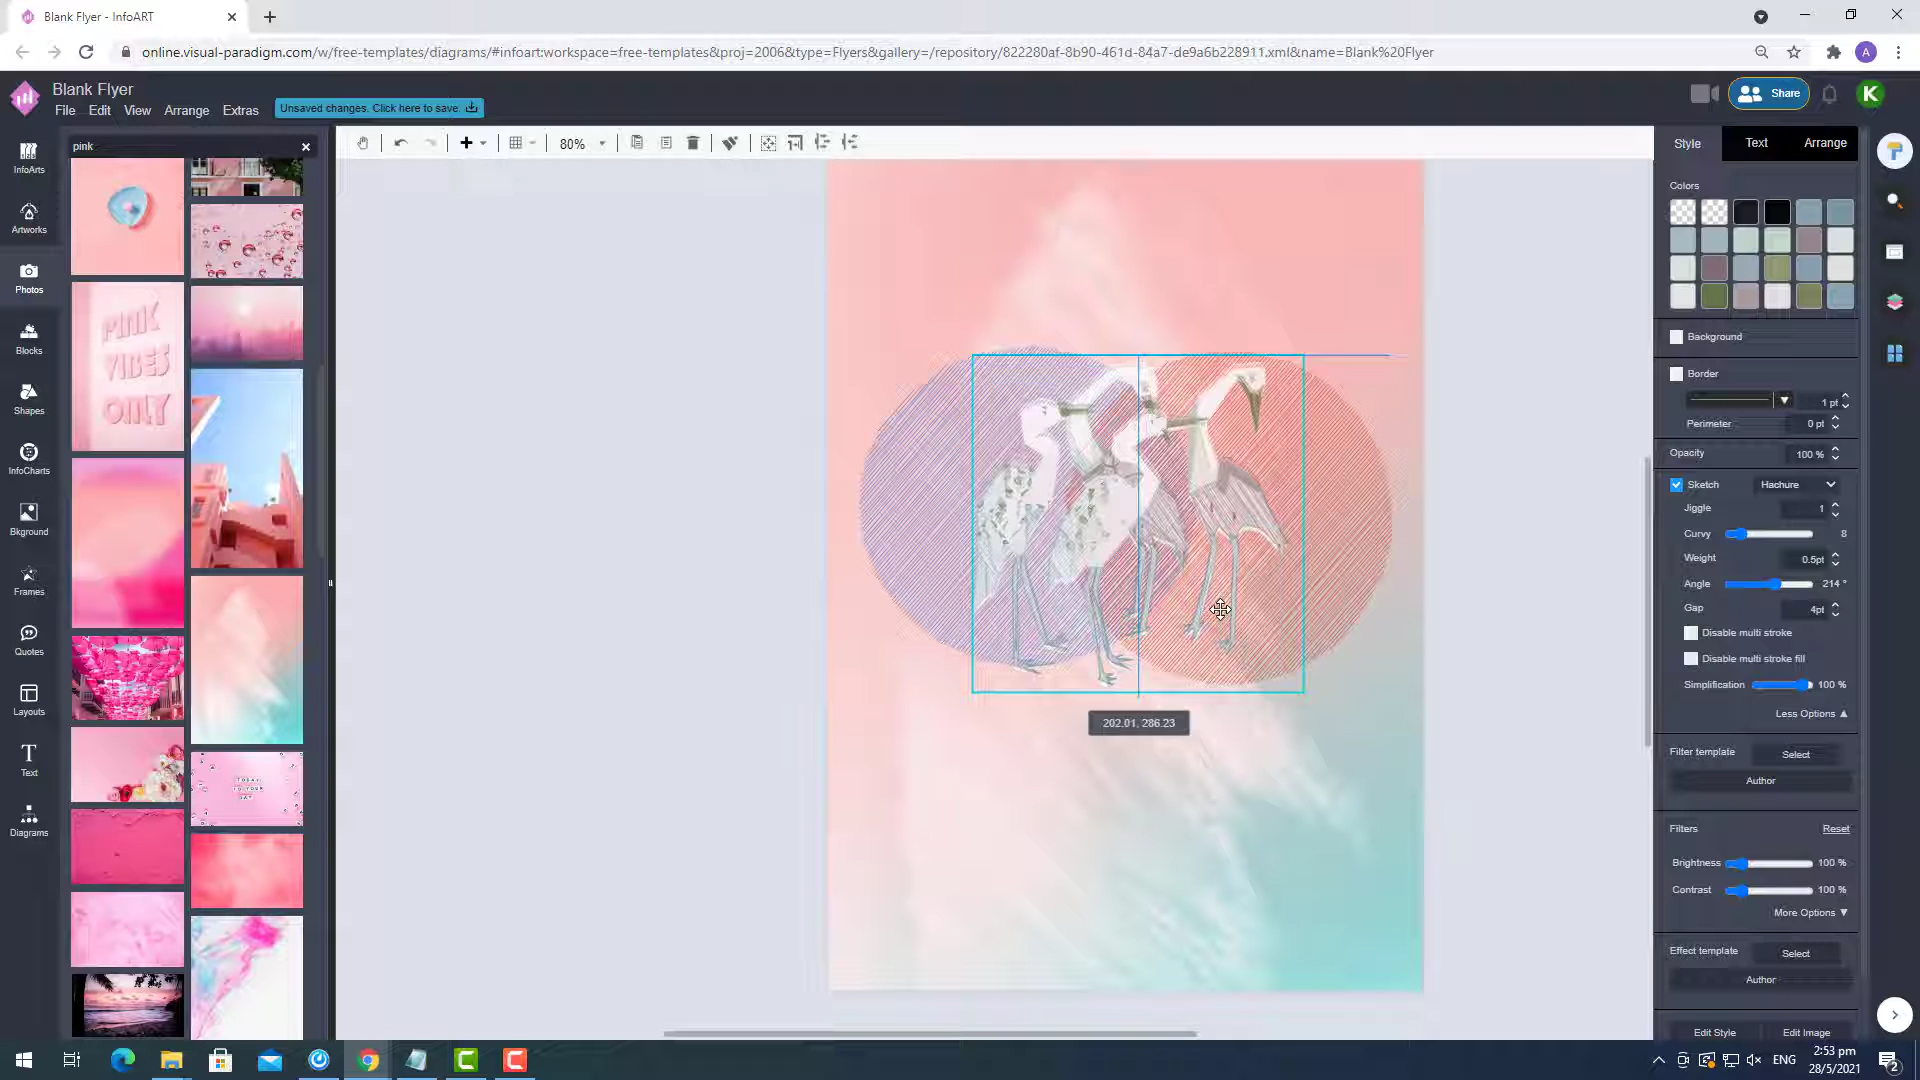 Blank Flyer - InfoART
online.visual-paradigm.com/w/free-templates/diagrams/#infoart:workspace=free-templates&proj=2006&type=Flyers&gallery=/repository/822280af-8b90-461d-84a7-de9a6b228911.xml&name=Blank%20Flyer
A
Blank Flyer
File
Edit
View
Arrange
Extras
Unsaved changes. Click here to save.
Share
K
pink
80%
Style
Text
Arrange
InfoArts
Artworks
Photos
Blocks
Shapes
InfoCharts
Bkground
Frames
Quotes
Layouts
Text
Diagrams
PINK
VIBES
ONLY
TODAY
IS YOUR
DAY
202.01, 286.23
Colors
Background
Border
1 pt
Perimeter
0 pt
Opacity
100 %
Sketch
Hachure
Jiggle
1
Curvy
8
Weight
0.5pt
Angle
214 °
Gap
4pt
Disable multi stroke
Disable multi stroke fill
Simplification
100 %
Less Options
Filter template
Select
Author
Filters
Reset
Brightness
100 %
Contrast
100 %
More Options
Effect template
Select
Author
Edit Style
Edit Image
ENG
2:53 pm
28/5/2021
2